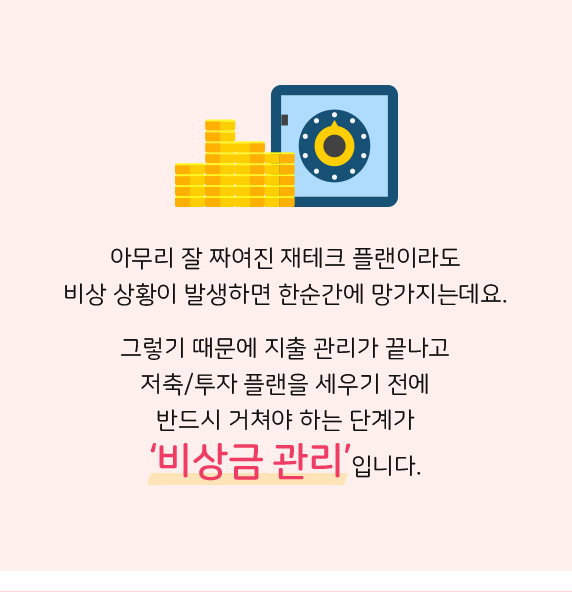 아무리 잘 짜여진 재테크 플랜이라도
비상 상황이 발생하면 한순간에 망가지는데요.
그렇기 때문에 지출 관리가 끝나고
저축/투자 플랜을 세우기 전에
반드시 거쳐야 하는 단계가
‘비상금 관리’입니다.